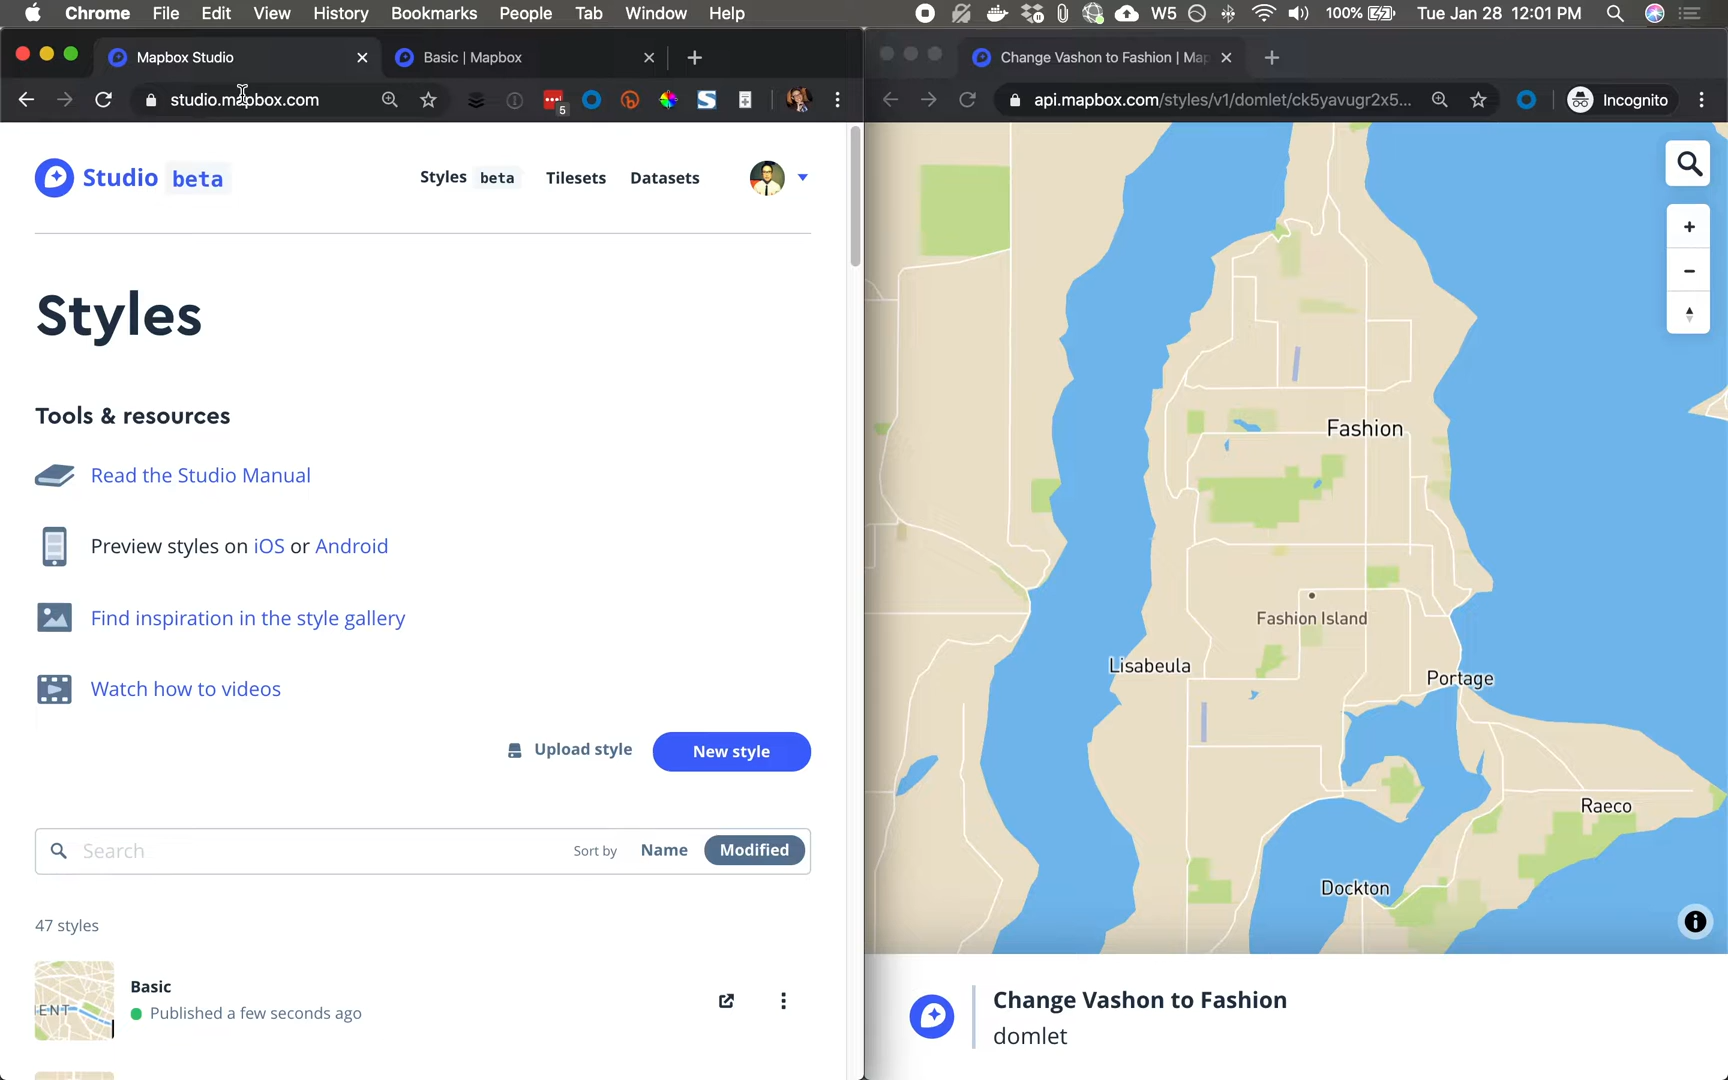 Chrome File Edit View History Bookmarks People Tab Window Help W5 100% Tue Jan 28 12:01 PM
Mapbox Studio Basic | Mapbox
studio.mapbox.com 5
Studio beta Styles beta Tilesets Datasets
Styles
Tools & resources
Read the Studio Manual
Preview styles on iOS or Android
Find inspiration in the style gallery
Watch how to videos
Upload style New style
Search Sort by Name Modified
47 styles
ENT
Basic
Published a few seconds ago
Change Vashon to Fashion | Map
api.mapbox.com/styles/v1/domlet/ck5yavugr2x5... Incognito
Fashion
Fashion Island
Lisabeula
Portage
Raeco
Dockton
Change Vashon to Fashion
domlet